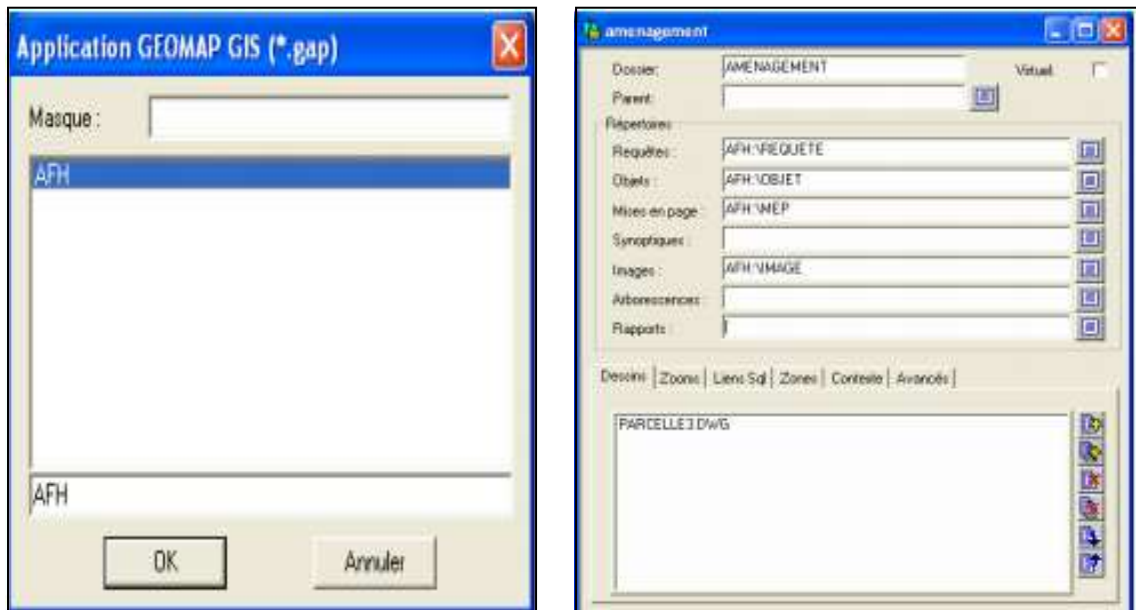 Application GEOMAP GIS (*.gap)
Masque :
AFH
AFH
OK
Annuler
amenagement
Dossier:
AMENAGEMENT
Virtuel
Parent:
Répertoires
Requêtes :
AFH:\REQUETE
Objets :
AFH:\OBJET
Mises en page :
AFH:\MEP
Synoptiques :
Images :
AFH:\IMAGE
Arborescences :
Rapports :
Dessins
Zooms
Liens Sql
Zones
Contexte
Avancés
PARCELLE3.DWG